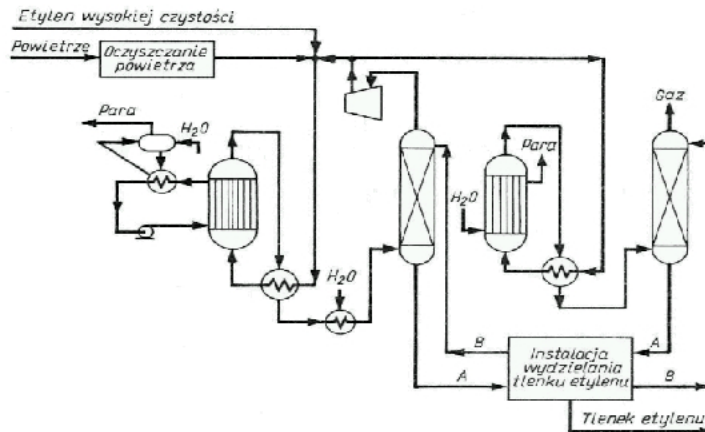 Etylen wysokiej czystości
Powietrze
Oczyszczanie
powietrza
Para
H₂O
Gaz
Para
H₂O
H₂O
B
A
A
B
Instalacja
wydzielania
tlenku etylenu
Tlenek etylenu